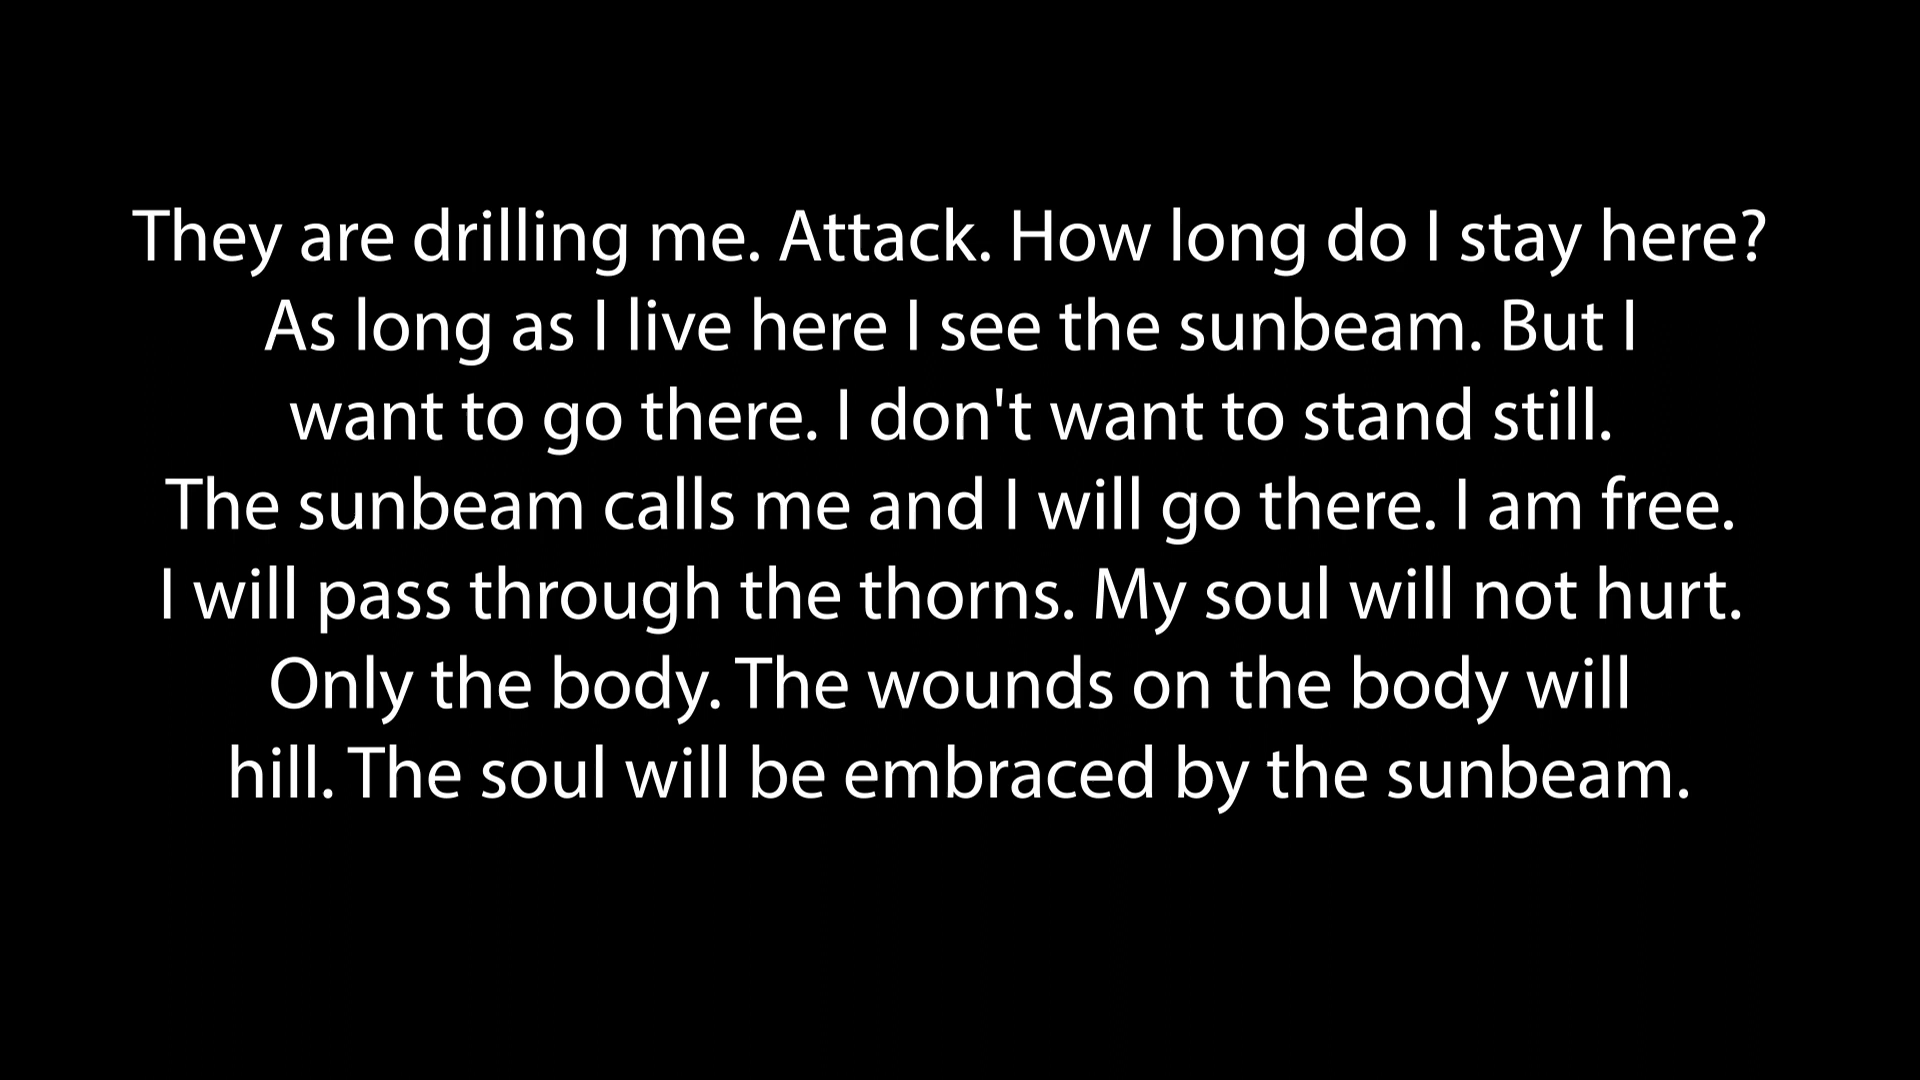 They are drilling me. Attack. How long do I stay here?
As long as I live here I see the sunbeam. But I
want to go there. I don't want to stand still.
The sunbeam calls me and I will go there. I am free.
I will pass through the thorns. My soul will not hurt.
Only the body. The wounds on the body will
hill. The soul will be embraced by the sunbeam.